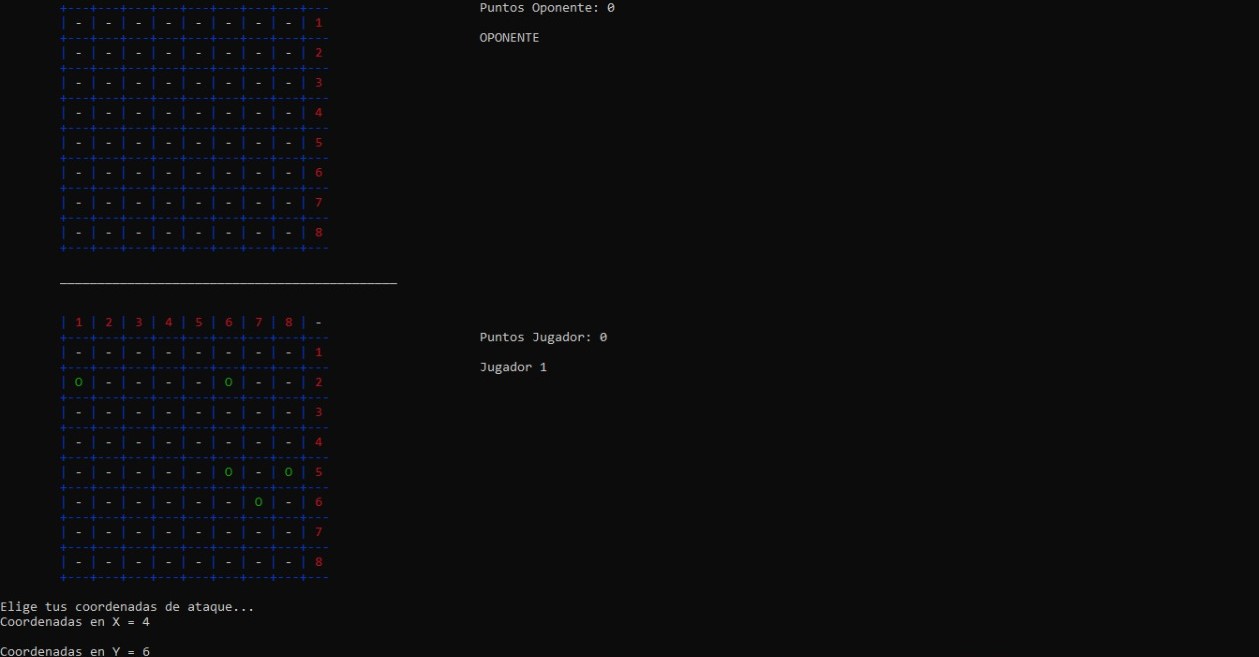 +---+---+---+---+---+---+---+---+---
| - | - | - | - | - | - | - | - | 1
+---+---+---+---+---+---+---+---+---
| - | - | - | - | - | - | - | - | 2
+---+---+---+---+---+---+---+---+---
| - | - | - | - | - | - | - | - | 3
+---+---+---+---+---+---+---+---+---
| - | - | - | - | - | - | - | - | 4
+---+---+---+---+---+---+---+---+---
| - | - | - | - | - | - | - | - | 5
+---+---+---+---+---+---+---+---+---
| - | - | - | - | - | - | - | - | 6
+---+---+---+---+---+---+---+---+---
| - | - | - | - | - | - | - | - | 7
+---+---+---+---+---+---+---+---+---
| - | - | - | - | - | - | - | - | 8
+---+---+---+---+---+---+---+---+---
Puntos Oponente: 0
OPONENTE
_____________________________________________
| 1 | 2 | 3 | 4 | 5 | 6 | 7 | 8 | -
+---+---+---+---+---+---+---+---+---
| - | - | - | - | - | - | - | - | 1
+---+---+---+---+---+---+---+---+---
| O | - | - | - | - | O | - | - | 2
+---+---+---+---+---+---+---+---+---
| - | - | - | - | - | - | - | - | 3
+---+---+---+---+---+---+---+---+---
| - | - | - | - | - | - | - | - | 4
+---+---+---+---+---+---+---+---+---
| - | - | - | - | - | O | - | O | 5
+---+---+---+---+---+---+---+---+---
| - | - | - | - | - | - | O | - | 6
+---+---+---+---+---+---+---+---+---
| - | - | - | - | - | - | - | - | 7
+---+---+---+---+---+---+---+---+---
| - | - | - | - | - | - | - | - | 8
+---+---+---+---+---+---+---+---+---
Puntos Jugador: 0
Jugador 1
Elige tus coordenadas de ataque...
Coordenadas en X = 4
Coordenadas en Y = 6